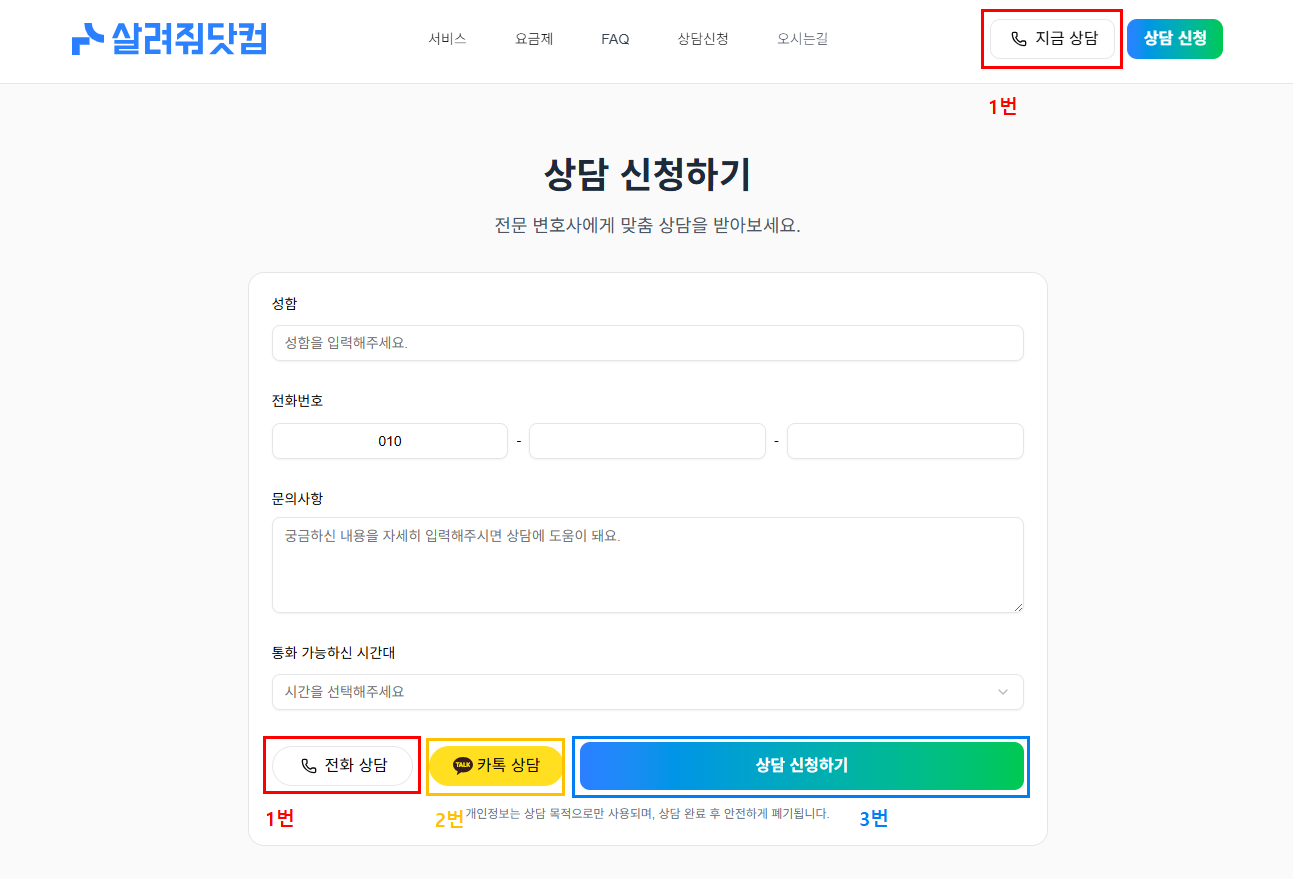 살려줘닷컴
서비스 요금제 FAQ 상담신청 오시는길
지금 상담 상담 신청
1번
상담 신청하기
전문 변호사에게 맞춤 상담을 받아보세요.
성함
성함을 입력해주세요.
전화번호
010 - -
문의사항
궁금하신 내용을 자세히 입력해주시면 상담에 도움이 돼요.
통화 가능하신 시간대
시간을 선택해주세요
전화 상담 TALK 카톡 상담 상담 신청하기
1번 2번 개인정보는 상담 목적으로만 사용되며, 상담 완료 후 안전하게 폐기됩니다. 3번